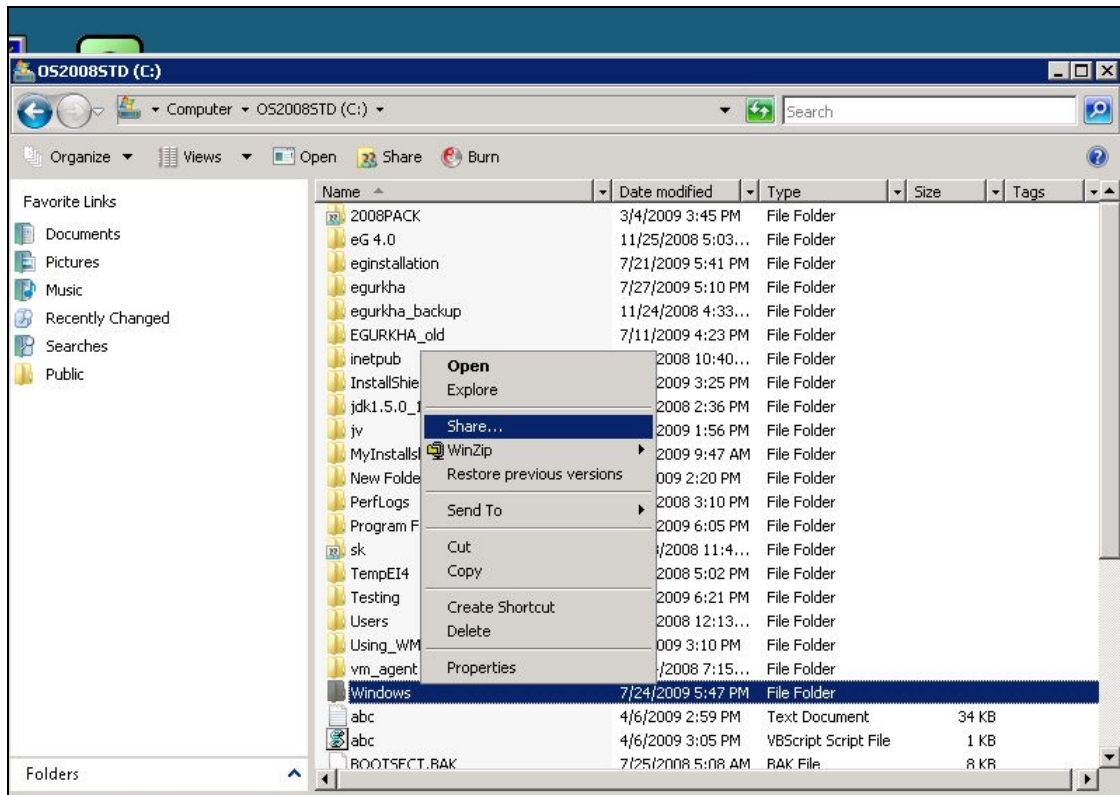 OS2008STD (C:)
Computer OS2008STD (C:)
Search
Organize Views Open Share Burn
Favorite Links
Documents
Pictures
Music
Recently Changed
Searches
Public
Folders
Name Date modified Type Size Tags
2008PACK 3/4/2009 3:45 PM File Folder
eG 4.0 11/25/2008 5:03... File Folder
eginstallation 7/21/2009 5:41 PM File Folder
egurkha 7/27/2009 5:10 PM File Folder
egurkha_backup 11/24/2008 4:33... File Folder
EGURKHA_old 7/11/2009 4:23 PM File Folder
inetpub 2008 10:40... File Folder
InstallShie 2009 3:25 PM File Folder
jdk1.5.0_1 2008 2:36 PM File Folder
jv 2009 1:56 PM File Folder
MyInstalls 2009 9:47 AM File Folder
New Folde 009 2:20 PM File Folder
PerfLogs 2008 3:10 PM File Folder
Program F 2009 6:05 PM File Folder
sk /2008 11:4... File Folder
TempEI4 2008 5:02 PM File Folder
Testing 2009 6:21 PM File Folder
Users 2008 12:13... File Folder
Using_WM 009 3:10 PM File Folder
vm_agent /2008 7:15... File Folder
Windows 7/24/2009 5:47 PM File Folder
abc 4/6/2009 2:59 PM Text Document 34 KB
abc 4/6/2009 3:05 PM VBScript Script File 1 KB
BOOTSECT.BAK 7/25/2008 5:08 AM BAK File 8 KB
Open
Explore
Share...
WinZip
Restore previous versions
Send To
Cut
Copy
Create Shortcut
Delete
Properties